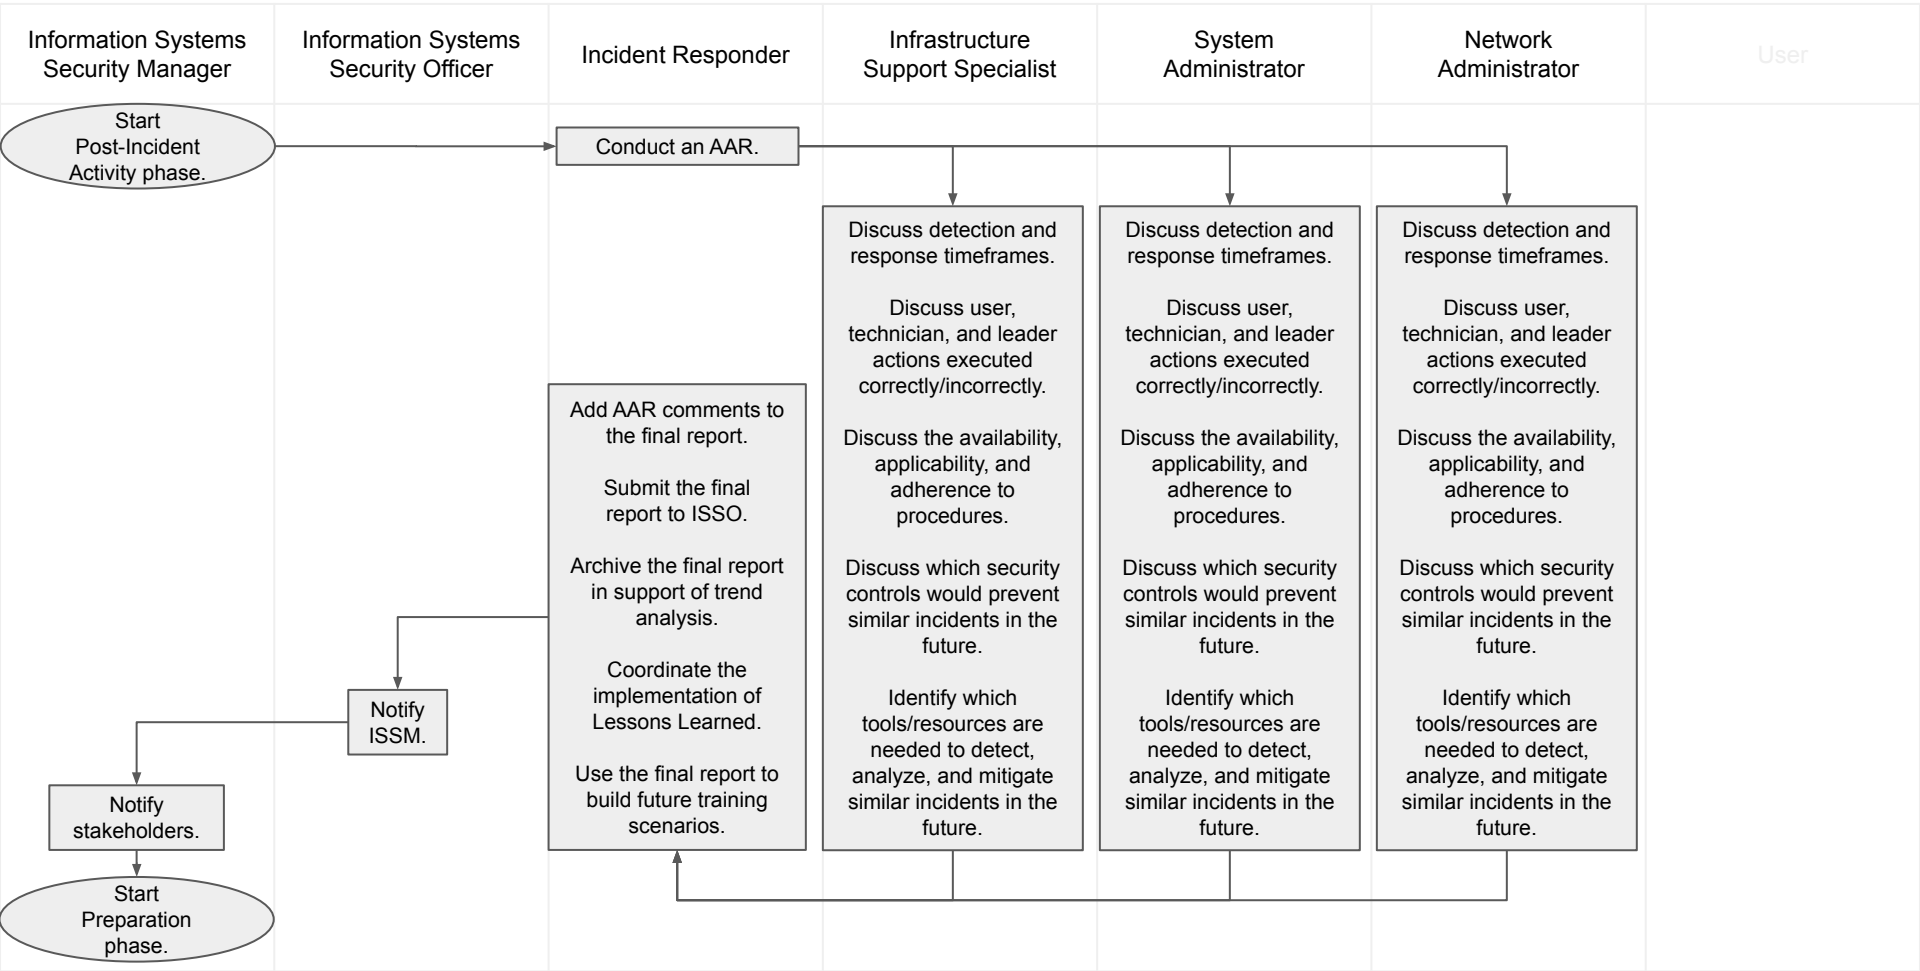 Information Systems
Security Manager
Information Systems
Security Officer
Incident Responder
Infrastructure
Support Specialist
System
Administrator
Network
Administrator
User
Start
Post-Incident
Activity phase.
Conduct an AAR.
Discuss detection and
response timeframes.
Discuss user,
technician, and leader
actions executed
correctly/incorrectly.
Discuss the availability,
applicability, and
adherence to
procedures.
Discuss which security
controls would prevent
similar incidents in the
future.
Identify which
tools/resources are
needed to detect,
analyze, and mitigate
similar incidents in the
future.
Discuss detection and
response timeframes.
Discuss user,
technician, and leader
actions executed
correctly/incorrectly.
Discuss the availability,
applicability, and
adherence to
procedures.
Discuss which security
controls would prevent
similar incidents in the
future.
Identify which
tools/resources are
needed to detect,
analyze, and mitigate
similar incidents in the
future.
Discuss detection and
response timeframes.
Discuss user,
technician, and leader
actions executed
correctly/incorrectly.
Discuss the availability,
applicability, and
adherence to
procedures.
Discuss which security
controls would prevent
similar incidents in the
future.
Identify which
tools/resources are
needed to detect,
analyze, and mitigate
similar incidents in the
future.
Add AAR comments to
the final report.
Submit the final
report to ISSO.
Archive the final report
in support of trend
analysis.
Coordinate the
implementation of
Lessons Learned.
Use the final report to
build future training
scenarios.
Notify
ISSM.
Notify
stakeholders.
Start
Preparation
phase.